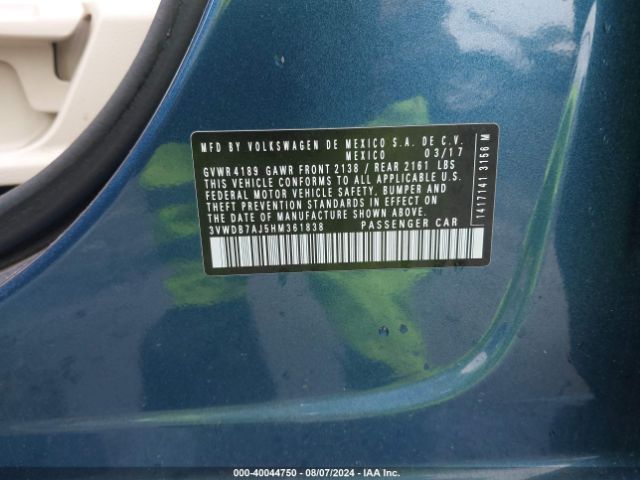 MFD BY VOLKSWAGEN DE MEXICO S.A. DE C.V.
MEXICO 03/17
GVWR 4189 GAWR FRONT 2138 / REAR 2161 LBS
THIS VEHICLE CONFORMS TO ALL APPLICABLE U.S.
FEDERAL MOTOR VEHICLE SAFETY, BUMPER AND
THEFT PREVENTION STANDARDS IN EFFECT ON
THE DATE OF MANUFACTURE SHOWN ABOVE.
3VWDB7AJ5HM361838 PASSENGER CAR
1417141 3156 M
000-40044750 - 08/07/2024 - IAA Inc.